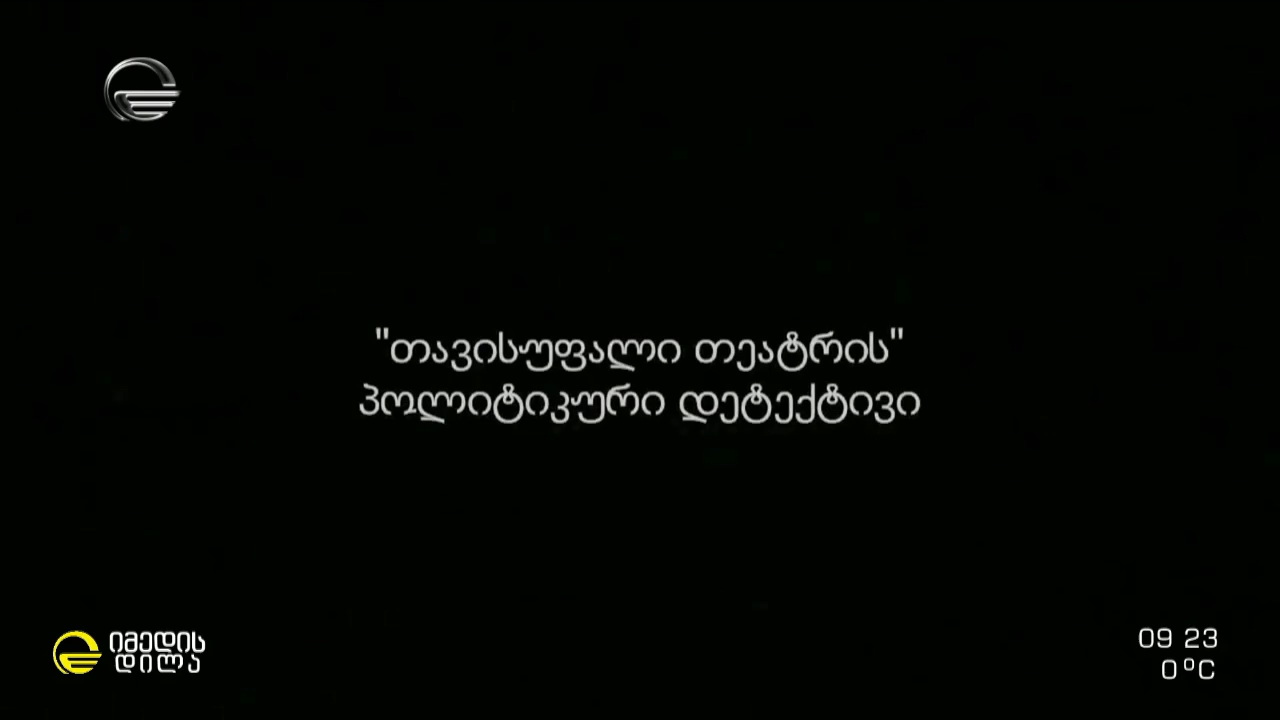 "თავისუფალი თეატრის"
პოლიტიკური დეტექტივი
იმედის
დილა
09 23
0°C